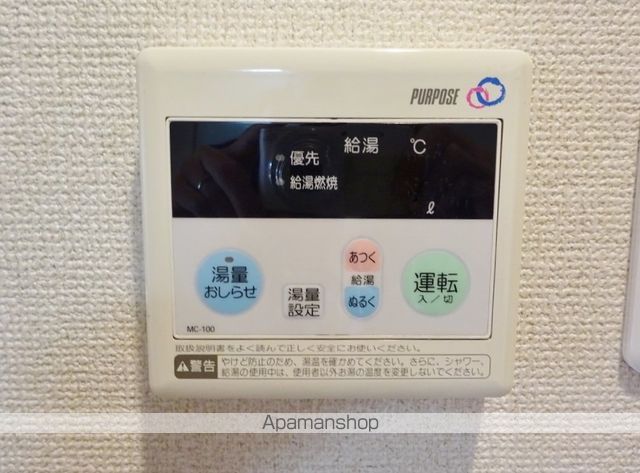 PURPOSE
給湯 ℃
優先
給湯燃焼
ℓ
湯量
おしらせ
湯量
設定
あつく
給湯
ぬるく
運転
入/切
MC-100
取扱説明書をよく読んで正しく安全にお使いください。
警告 やけど防止のため、湯温を確かめてください。さらに、シャワー、
給湯の使用中は、使用者以外お湯の温度を変更しないでください。
Apamanshop